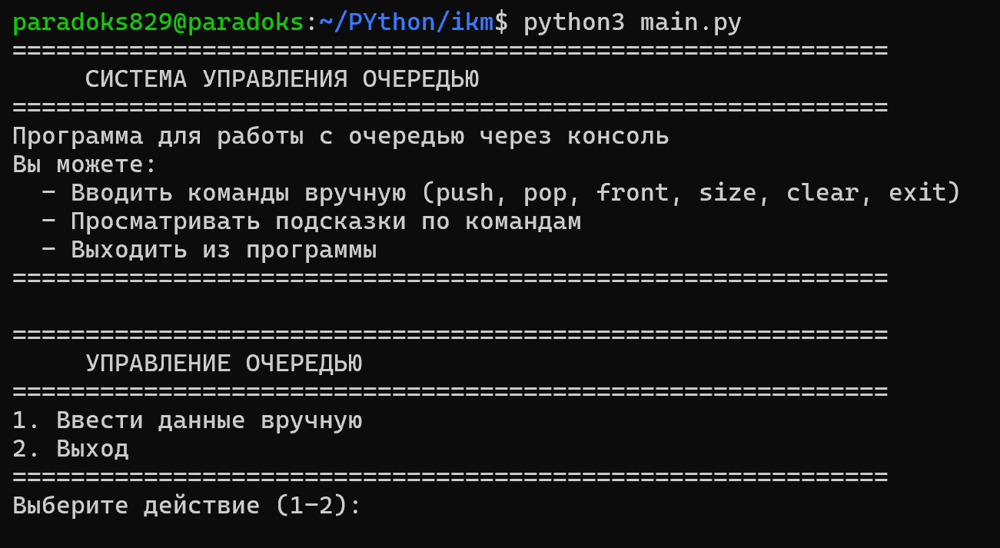 paradoks829@paradoks:~/PYthon/ikm$ python3 main.py
============================================================
     СИСТЕМА УПРАВЛЕНИЯ ОЧЕРЕДЬЮ
============================================================
Программа для работы с очередью через консоль
Вы можете:
  - Вводить команды вручную (push, pop, front, size, clear, exit)
  - Просматривать подсказки по командам
  - Выходить из программы
============================================================

============================================================
     УПРАВЛЕНИЕ ОЧЕРЕДЬЮ
============================================================
1. Ввести данные вручную
2. Выход
============================================================
Выберите действие (1-2):